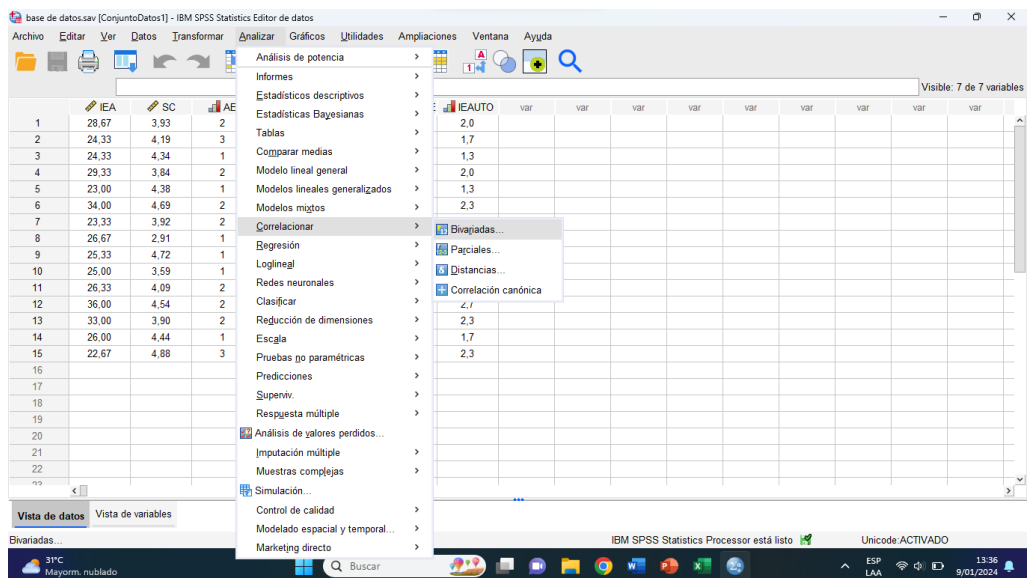 base de datos.sav [ConjuntoDatos1] - IBM SPSS Statistics Editor de datos
Archivo Editar Ver Datos Transformar Analizar Gráficos Utilidades Ampliaciones Ventana Ayuda
Visible: 7 de 7 variables
IEA SC AE IEAUTO var var var var var var var var var
1 28,67 3,93 2 2,0
2 24,33 4,19 3 1,7
3 24,33 4,34 1 1,3
4 29,33 3,84 2 2,0
5 23,00 4,38 1 1,3
6 34,00 4,69 2 2,3
7 23,33 3,92 2
8 26,67 2,91 1
9 25,33 4,72 1
10 25,00 3,59 1
11 26,33 4,09 2
12 36,00 4,54 2 2,7
13 33,00 3,90 2 2,3
14 26,00 4,44 1 1,7
15 22,67 4,88 3 2,3
16
17
18
19
20
21
22
23
Análisis de potencia
Informes
Estadísticos descriptivos
Estadísticas Bayesianas
Tablas
Comparar medias
Modelo lineal general
Modelos lineales generalizados
Modelos mixtos
Correlacionar
Regresión
Loglineal
Redes neuronales
Clasificar
Reducción de dimensiones
Escala
Pruebas no paramétricas
Predicciones
Superviv.
Respuesta múltiple
Análisis de valores perdidos...
Imputación múltiple
Muestras complejas
Simulación...
Control de calidad
Modelado espacial y temporal...
Marketing directo
Bivariadas...
Parciales...
Distancias...
Correlación canónica
Vista de datos Vista de variables
Bivariadas... IBM SPSS Statistics Processor está listo Unicode:ACTIVADO
31°C
Mayorm. nublado
Buscar
ESP
LAA
13:36
9/01/2024